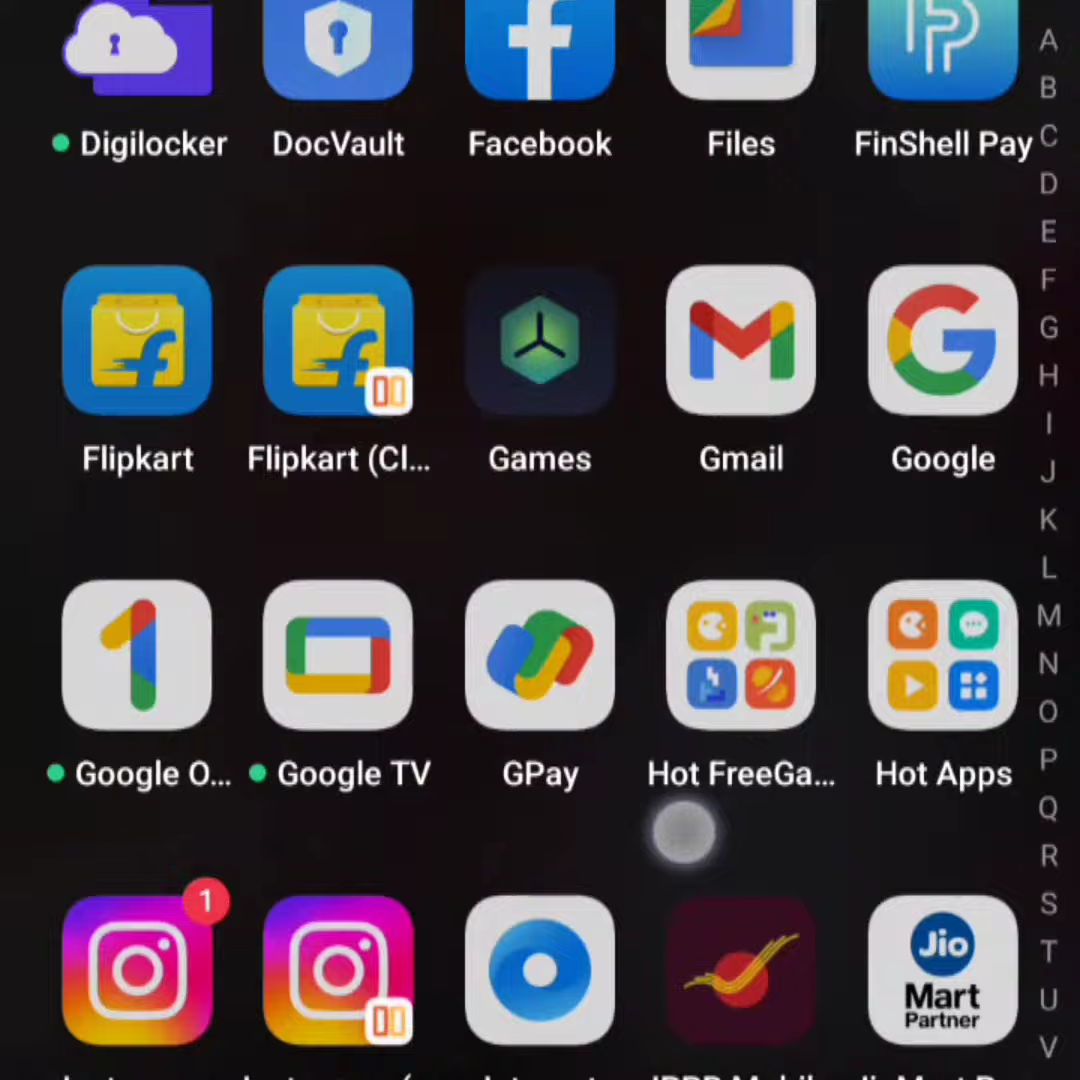 A
B
Digilocker
DocVault
Facebook
Files
FinShell Pay
C
D
E
F
G
H
I
Flipkart
Flipkart (Cl...
Games
Gmail
Google
J
K
L
M
N
O
Google O...
Google TV
GPay
Hot FreeGa...
Hot Apps
P
Q
R
1
S
Jio
Mart
Partner
T
U
V